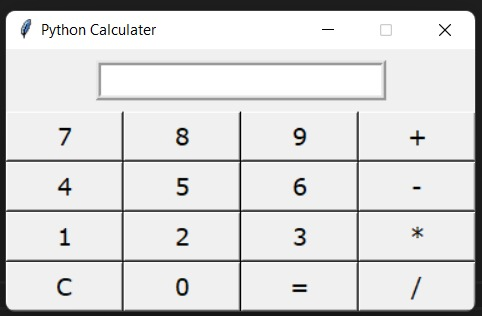 Python Calculater
7 8 9 +
4 5 6 -
1 2 3 *
C 0 = /